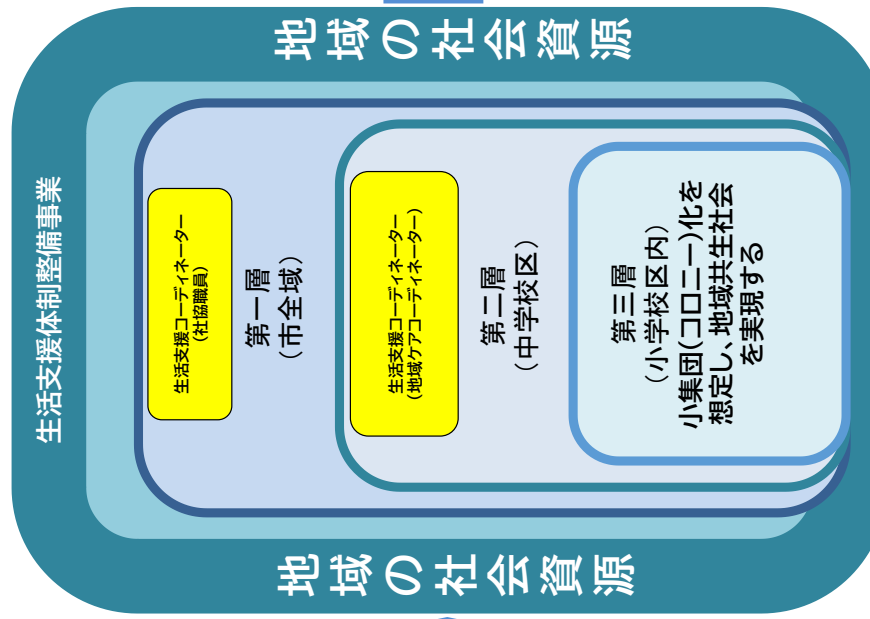 地域の社会資源
生活支援体制整備事業
生活支援コーディネーター
(社協職員)
第一層
(市全域)
生活支援コーディネーター
(地域ケアコーディネーター)
第二層
(中学校区)
第三層
(小学校区内)
小集団(コロニー)化を
想定し、地域共生社会
を実現する
地域の社会資源